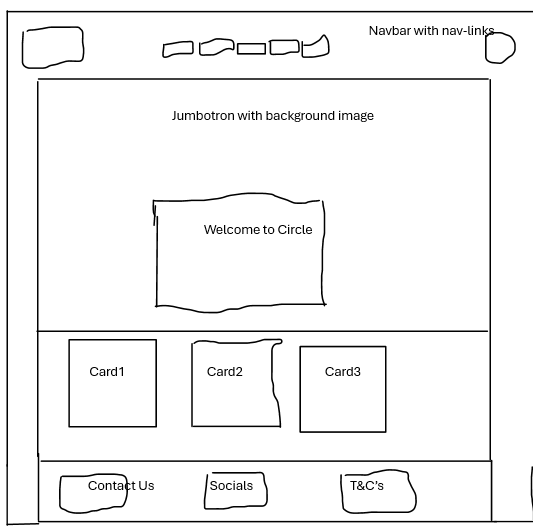 Navbar with nav-links
Jumbotron with background image
Welcome to Circle
Card1
Card2
Card3
Contact Us
Socials
T&C's